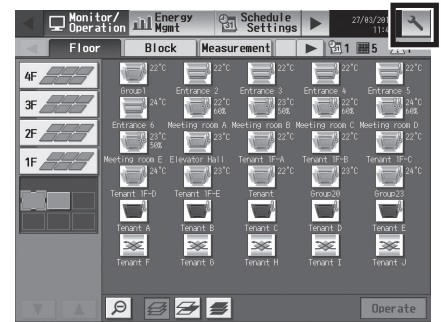 Monitor/ Operation Energy Mgmt Schedule Settings
Floor Block Measurement 1 5
4F 22°C 22°C 22°C 22°C 22°C
Group1 Entrance 2 Entrance 3 Entrance 4 Entrance 5
3F 24°C 22°C 60% 23°C 50% 22°C 60% 22°C 60%
Entrance 6 Meeting room A Meeting room B Meeting room C Meeting room D
2F 23°C 50% 22°C 24°C 22°C 23°C
Meeting room E Elevator Hall Tenant 1F-A Tenant 1F-B Tenant 1F-C
1F 24°C 23°C 22°C 24°C 24°C
Tenant 1F-D Tenant 1F-E Tenant Group20 Group23
Tenant A Tenant B Tenant C Tenant D Tenant E
Tenant F Tenant G Tenant H Tenant I Tenant J
Operate